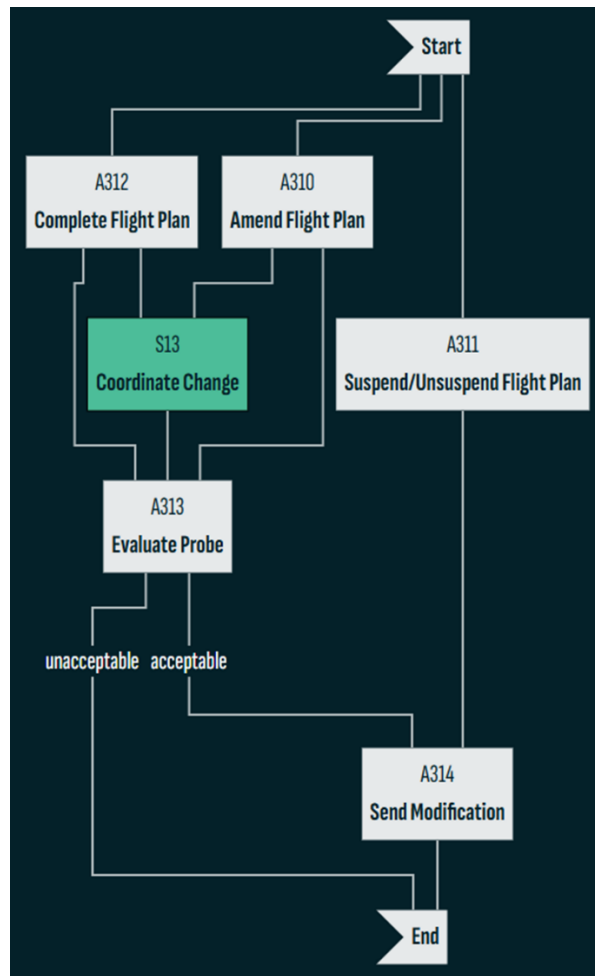 Start
A312
Complete Flight Plan
A310
Amend Flight Plan
S13
Coordinate Change
A311
Suspend/Unsuspend Flight Plan
A313
Evaluate Probe
unacceptable
acceptable
A314
Send Modification
End